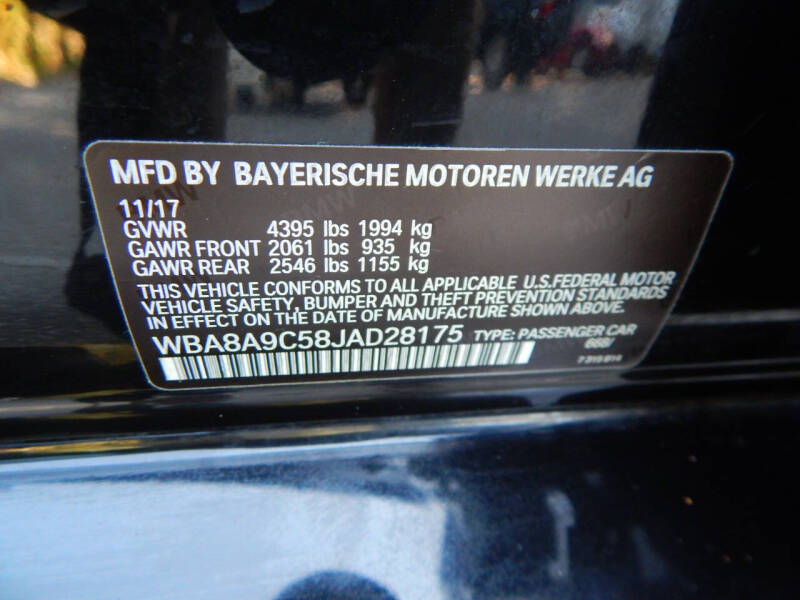 MFD BY BAYERISCHE MOTOREN WERKE AG
11/17
GVWR 4395 lbs 1994 kg
GAWR FRONT 2061 lbs 935 kg
GAWR REAR 2546 lbs 1155 kg
THIS VEHICLE CONFORMS TO ALL APPLICABLE U.S.FEDERAL MOTOR
VEHICLE SAFETY, BUMPER AND THEFT PREVENTION STANDARDS
IN EFFECT ON THE DATE OF MANUFACTURE SHOWN ABOVE.
WBA8A9C58JAD28175 TYPE: PASSENGER CAR